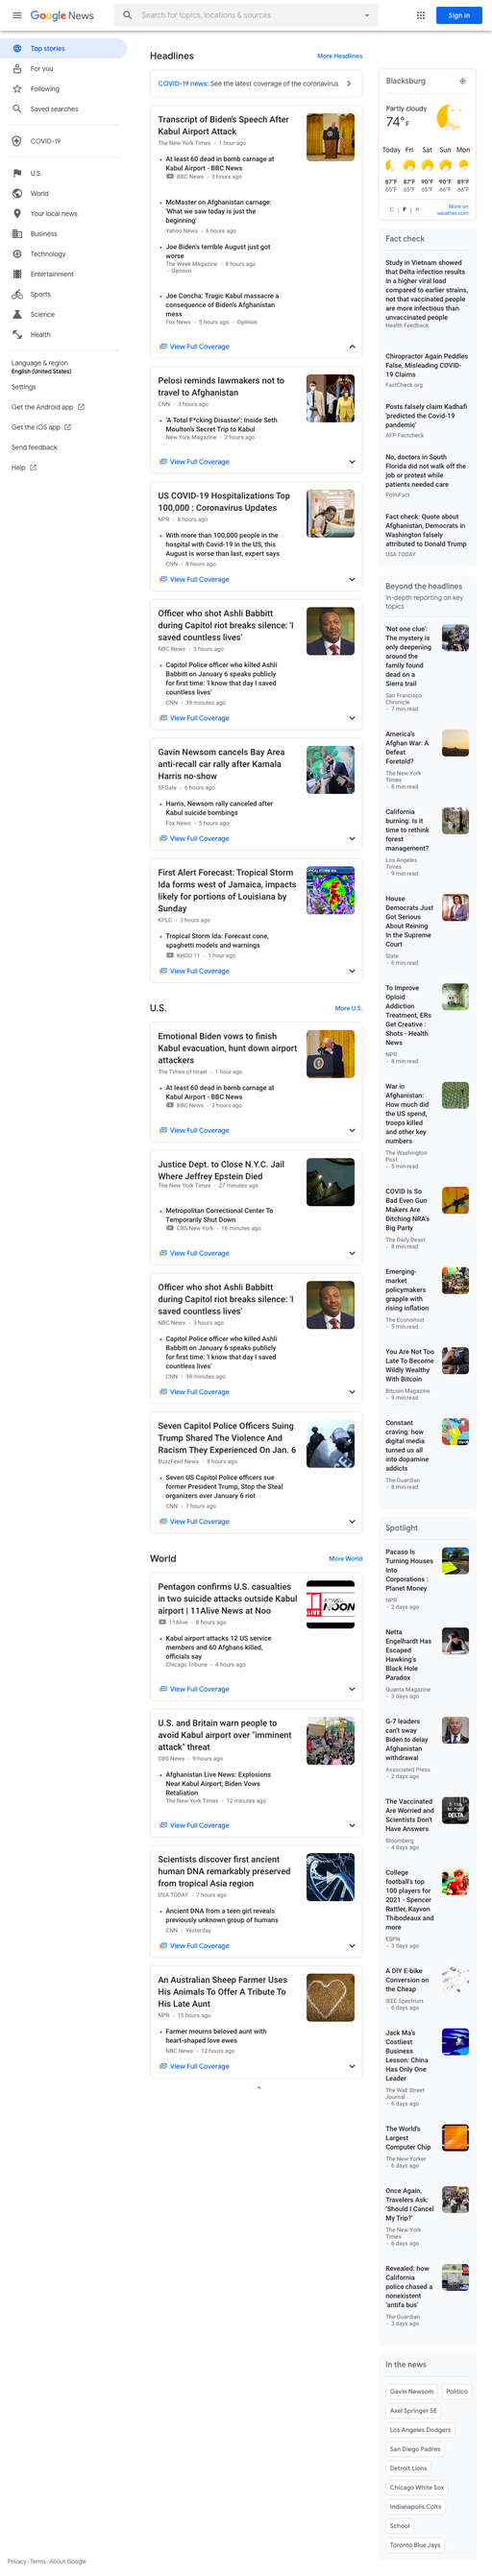 Google News
Search for topics, locations & sources
Sign in
Top stories
For you
Following
Saved searches
COVID-19
U.S.
World
Your local news
Business
Technology
Entertainment
Sports
Science
Health
Language & region
English (United States)
Settings
Get the Android app
Get the iOS app
Send feedback
Help
Headlines
More Headlines
COVID-19 news: See the latest coverage of the coronavirus
Transcript of Biden's Speech After
Kabul Airport Attack
The New York Times · 1 hour ago
At least 60 dead in bomb carnage at
Kabul Airport - BBC News
BBC News · 3 hours ago
McMaster on Afghanistan carnage:
'What we saw today is just the
beginning'
Yahoo News · 6 hours ago
Joe Biden's terrible August just got
worse
The Week Magazine · 8 hours ago
· Opinion
Joe Concha: Tragic Kabul massacre a
consequence of Biden's Afghanistan
mess
Fox News · 5 hours ago · Opinion
View Full Coverage
Pelosi reminds lawmakers not to
travel to Afghanistan
CNN · 3 hours ago
'A Total F*cking Disaster': Inside Seth
Moulton's Secret Trip to Kabul
New York Magazine · 2 hours ago
View Full Coverage
US COVID-19 Hospitalizations Top
100,000 : Coronavirus Updates
NPR · 8 hours ago
With more than 100,000 people in the
hospital with Covid-19 in the US, this
August is worse than last, expert says
CNN · 8 hours ago
View Full Coverage
Officer who shot Ashli Babbitt
during Capitol riot breaks silence: 'I
saved countless lives'
NBC News · 3 hours ago
Capitol Police officer who killed Ashli
Babbitt on January 6 speaks publicly
for first time: 'I know that day I saved
countless lives'
CNN · 39 minutes ago
View Full Coverage
Gavin Newsom cancels Bay Area
anti-recall car rally after Kamala
Harris no-show
SFGate · 6 hours ago
Harris, Newsom rally canceled after
Kabul suicide bombings
Fox News · 5 hours ago
View Full Coverage
First Alert Forecast: Tropical Storm
Ida forms west of Jamaica, impacts
likely for portions of Louisiana by
Sunday
KPLC · 3 hours ago
Tropical Storm Ida: Forecast cone,
spaghetti models and warnings
KHOU 11 · 1 hour ago
View Full Coverage
U.S.
More U.S.
Emotional Biden vows to finish
Kabul evacuation, hunt down airport
attackers
The Times of Israel · 1 hour ago
At least 60 dead in bomb carnage at
Kabul Airport - BBC News
BBC News · 3 hours ago
View Full Coverage
Justice Dept. to Close N.Y.C. Jail
Where Jeffrey Epstein Died
The New York Times · 27 minutes ago
Metropolitan Correctional Center To
Temporarily Shut Down
CBS New York · 18 minutes ago
View Full Coverage
Officer who shot Ashli Babbitt
during Capitol riot breaks silence: 'I
saved countless lives'
NBC News · 3 hours ago
Capitol Police officer who killed Ashli
Babbitt on January 6 speaks publicly
for first time: 'I know that day I saved
countless lives'
CNN · 39 minutes ago
View Full Coverage
Seven Capitol Police Officers Suing
Trump Shared The Violence And
Racism They Experienced On Jan. 6
BuzzFeed News · 8 hours ago
Seven US Capitol Police officers sue
former President Trump, Stop the Steal
organizers over January 6 riot
CNN · 7 hours ago
View Full Coverage
World
More World
Pentagon confirms U.S. casualties
in two suicide attacks outside Kabul
airport | 11Alive News at Noo
11Alive · 8 hours ago
LIVE
NOON
Kabul airport attacks 12 US service
members and 60 Afghans killed,
officials say
Chicago Tribune · 4 hours ago
View Full Coverage
U.S. and Britain warn people to
avoid Kabul airport over "imminent
attack" threat
CBS News · 9 hours ago
Afghanistan Live News: Explosions
Near Kabul Airport; Biden Vows
Retaliation
The New York Times · 12 minutes ago
View Full Coverage
Scientists discover first ancient
human DNA remarkably preserved
from tropical Asia region
USA TODAY · 7 hours ago
Ancient DNA from a teen girl reveals
previously unknown group of humans
CNN · Yesterday
View Full Coverage
An Australian Sheep Farmer Uses
His Animals To Offer A Tribute To
His Late Aunt
NPR · 15 hours ago
Farmer mourns beloved aunt with
heart-shaped love ewes
NBC News · 12 hours ago
View Full Coverage
Blacksburg
Partly cloudy
74°F
Today Fri Sat Sun Mon
87°F 87°F 90°F 90°F 89°F
65°F 65°F 65°F 66°F 66°F
C | F | K
More on
weather.com
Fact check
Study in Vietnam showed
that Delta infection results
in a higher viral load
compared to earlier strains,
not that vaccinated people
are more infectious than
unvaccinated people
Health Feedback
Chiropractor Again Peddles
False, Misleading COVID-
19 Claims
FactCheck.org
Posts falsely claim Kadhafi
'predicted the Covid-19
pandemic'
AFP Factcheck
No, doctors in South
Florida did not walk off the
job or protest while
patients needed care
PolitiFact
Fact check: Quote about
Afghanistan, Democrats in
Washington falsely
attributed to Donald Trump
USA TODAY
Beyond the headlines
In-depth reporting on key
topics
'Not one clue':
The mystery is
only deepening
around the
family found
dead on a
Sierra trail
San Francisco
Chronicle
· 7 min read
America's
Afghan War: A
Defeat
Foretold?
The New York
Times
· 8 min read
California
burning: Is it
time to rethink
forest
management?
Los Angeles
Times
· 9 min read
House
Democrats Just
Got Serious
About Reining
In the Supreme
Court
Slate
· 6 min read
To Improve
Opioid
Addiction
Treatment, ERs
Get Creative :
Shots - Health
News
NPR
· 8 min read
War in
Afghanistan:
How much did
the US spend,
troops killed
and other key
numbers
The Washington
Post
· 5 min read
COVID Is So
Bad Even Gun
Makers Are
Ditching NRA's
Big Party
The Daily Beast
· 8 min read
Emerging-
market
policymakers
grapple with
rising inflation
The Economist
· 5 min read
You Are Not Too
Late To Become
Wildly Wealthy
With Bitcoin
Bitcoin Magazine
· 9 min read
Constant
craving: how
digital media
turned us all
into dopamine
addicts
The Guardian
· 8 min read
Spotlight
Pacaso Is
Turning Houses
Into
Corporations :
Planet Money
NPR
· 2 days ago
Netta
Engelhardt Has
Escaped
Hawking's
Black Hole
Paradox
Quanta Magazine
· 3 days ago
G-7 leaders
can't sway
Biden to delay
Afghanistan
withdrawal
Associated Press
· 2 days ago
The Vaccinated
Are Worried and
Scientists Don't
Have Answers
Bloomberg
· 4 days ago
DELTA
College
football's top
100 players for
2021 - Spencer
Rattler, Kayvon
Thibodeaux and
more
ESPN
· 3 days ago
A DIY E-bike
Conversion on
the Cheap
IEEE Spectrum
· 6 days ago
Jack Ma's
Costliest
Business
Lesson: China
Has Only One
Leader
The Wall Street
Journal
· 6 days ago
The World's
Largest
Computer Chip
The New Yorker
· 6 days ago
Once Again,
Travelers Ask:
'Should I Cancel
My Trip?'
The New York
Times
· 6 days ago
Revealed: how
California
police chased a
nonexistent
'antifa bus'
The Guardian
· 3 days ago
In the news
Gavin Newsom
Politico
Axel Springer SE
Los Angeles Dodgers
San Diego Padres
Detroit Lions
Chicago White Sox
Indianapolis Colts
School
Toronto Blue Jays
Privacy · Terms · About Google